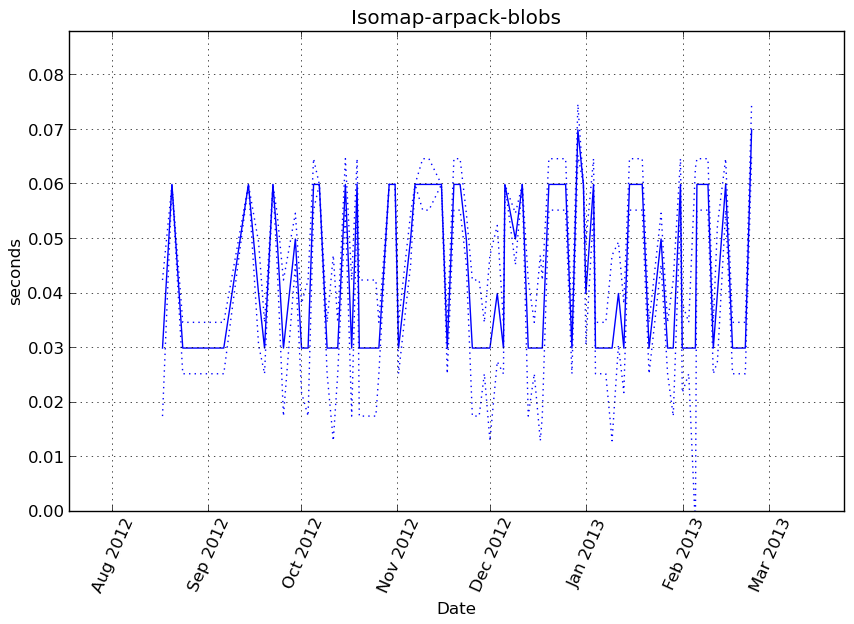 Isomap-arpack-blobs
0.08
0.07
0.06
0.05
0.04
0.03
0.02
0.01
0.00
seconds
Aug 2012
Sep 2012
Oct 2012
Nov 2012
Dec 2012
Jan 2013
Feb 2013
Mar 2013
Date